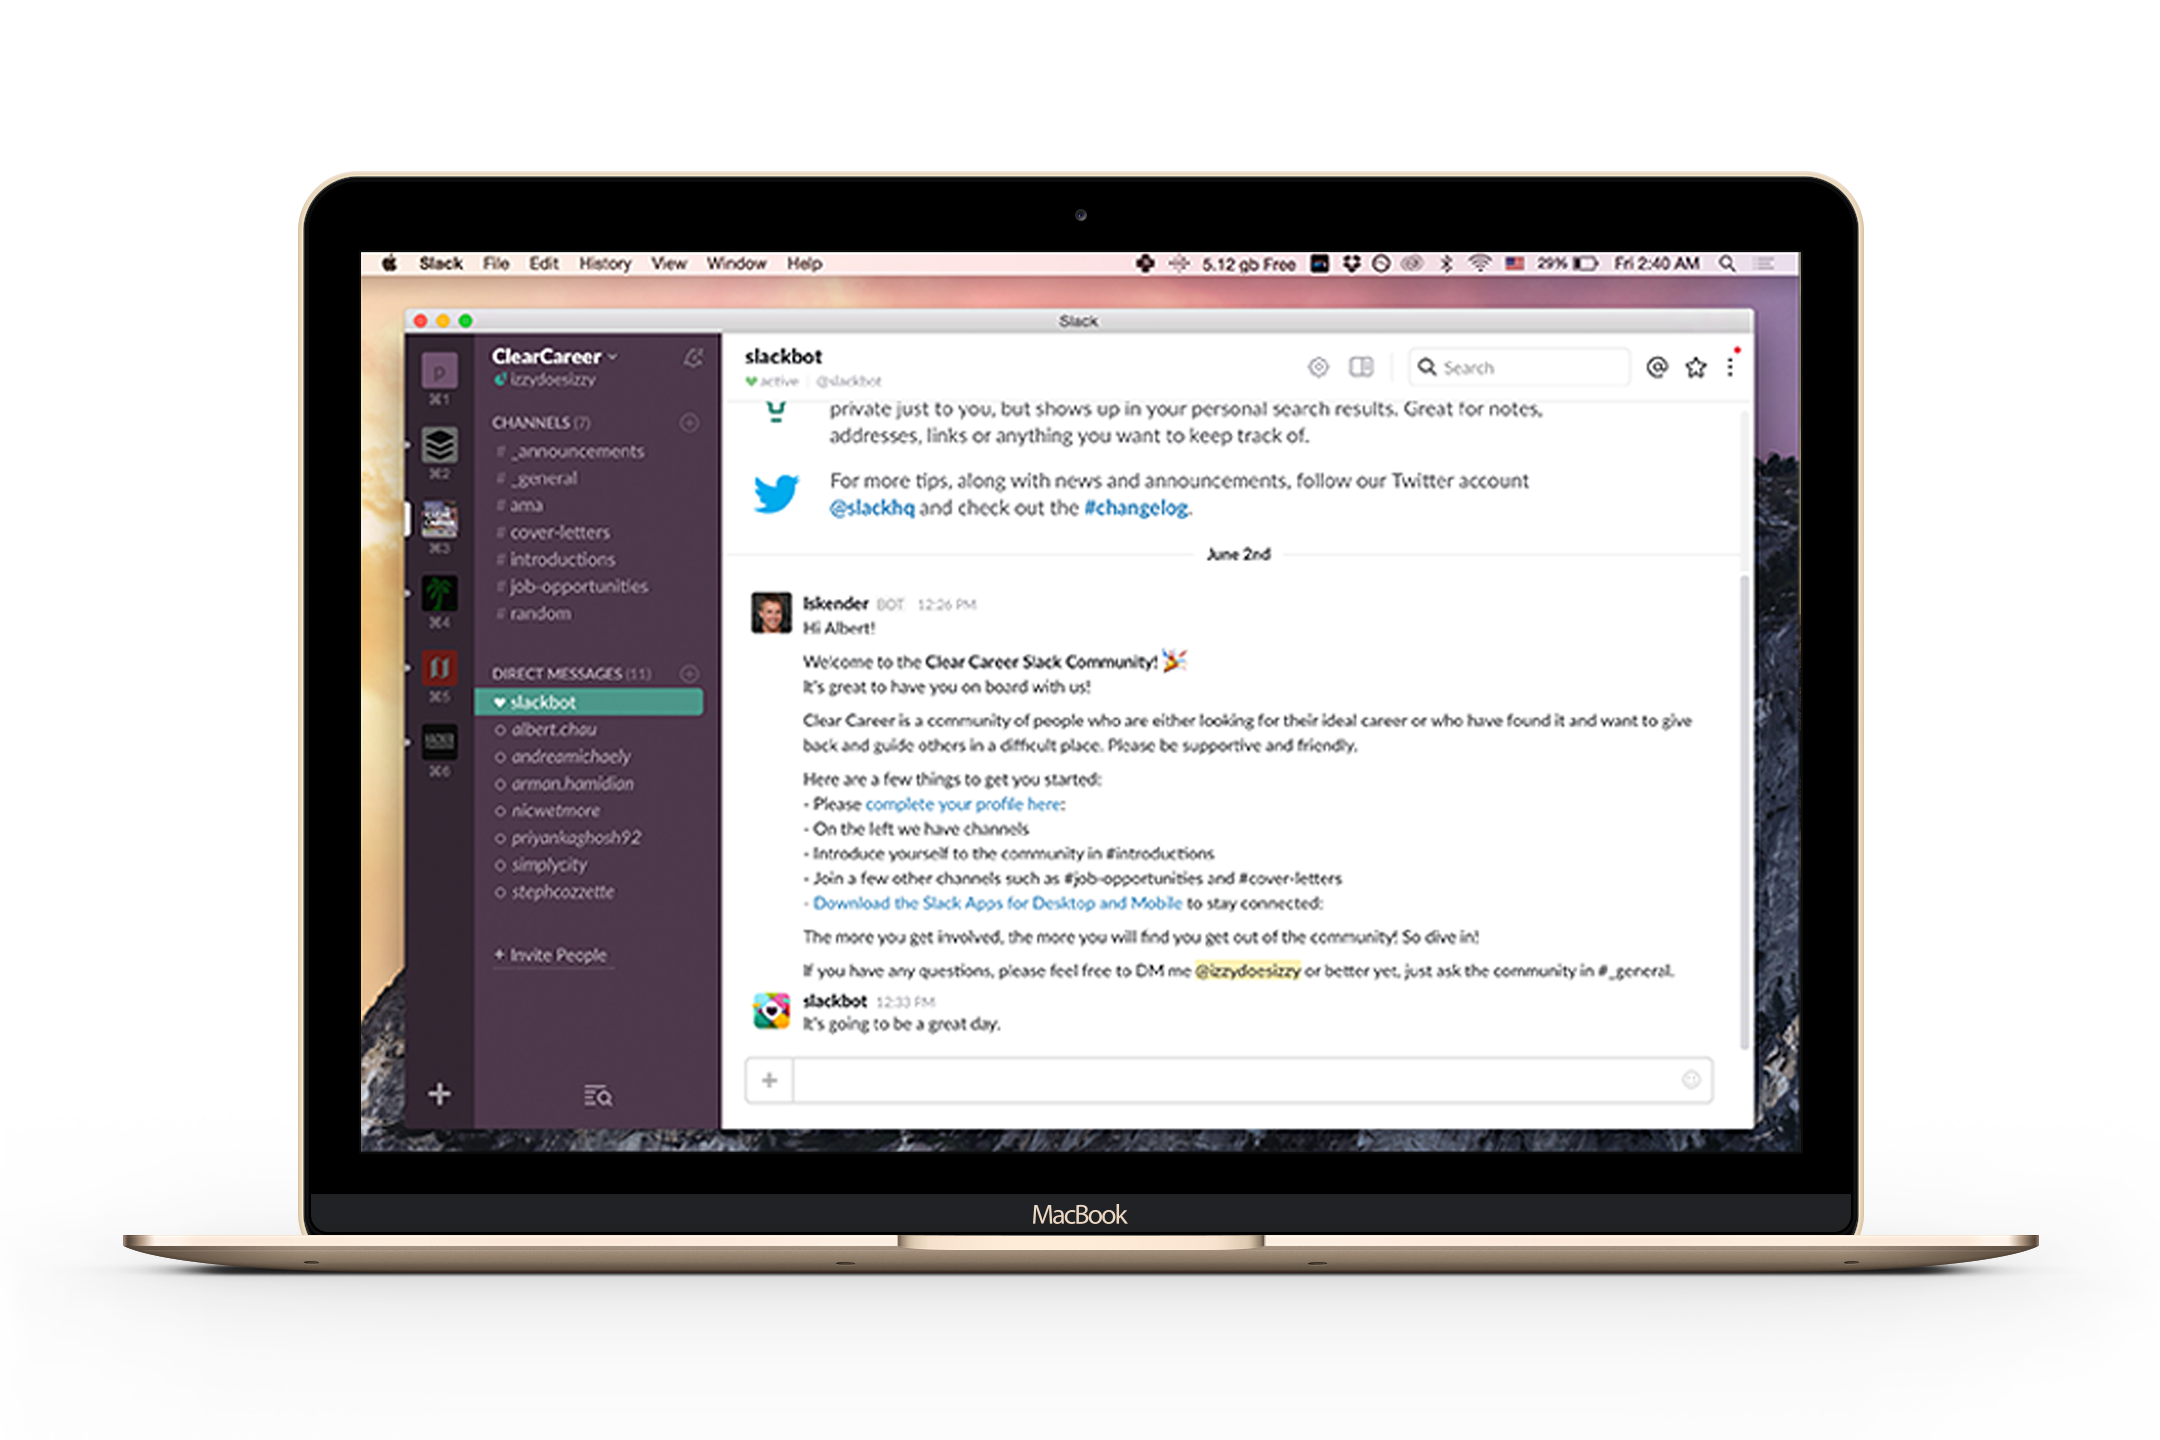 Slack File Edit History View Window Help 5.12 gb Free 29% Fri 2:40 AM
Slack
ClearCareer
izzydoesizzy
p
⌘1
⌘2
⌘3
⌘4
⌘5
⌘6
CHANNELS (7)
# _announcements
# _general
# ama
# cover-letters
# introductions
# job-opportunities
# random
DIRECT MESSAGES (11)
slackbot
albert.chau
andreamichaely
arman.hamidian
nicwetmore
priyankaghosh92
simplycity
stephcozzette
+ Invite People
slackbot
active | @slackbot
Search
private just to you, but shows up in your personal search results. Great for notes,
addresses, links or anything you want to keep track of.
For more tips, along with news and announcements, follow our Twitter account
@slackhq and check out the #changelog.
June 2nd
Iskender BOT 12:26 PM
Hi Albert!
Welcome to the Clear Career Slack Community!
It's great to have you on board with us!
Clear Career is a community of people who are either looking for their ideal career or who have found it and want to give
back and guide others in a difficult place. Please be supportive and friendly.
Here are a few things to get you started:
- Please complete your profile here:
- On the left we have channels
- Introduce yourself to the community in #introductions
- Join a few other channels such as #job-opportunities and #cover-letters
- Download the Slack Apps for Desktop and Mobile to stay connected:
The more you get involved, the more you will find you get out of the community! So dive in!
If you have any questions, please feel free to DM me @izzydoesizzy or better yet, just ask the community in #_general.
slackbot 12:33 PM
It's going to be a great day.
MacBook